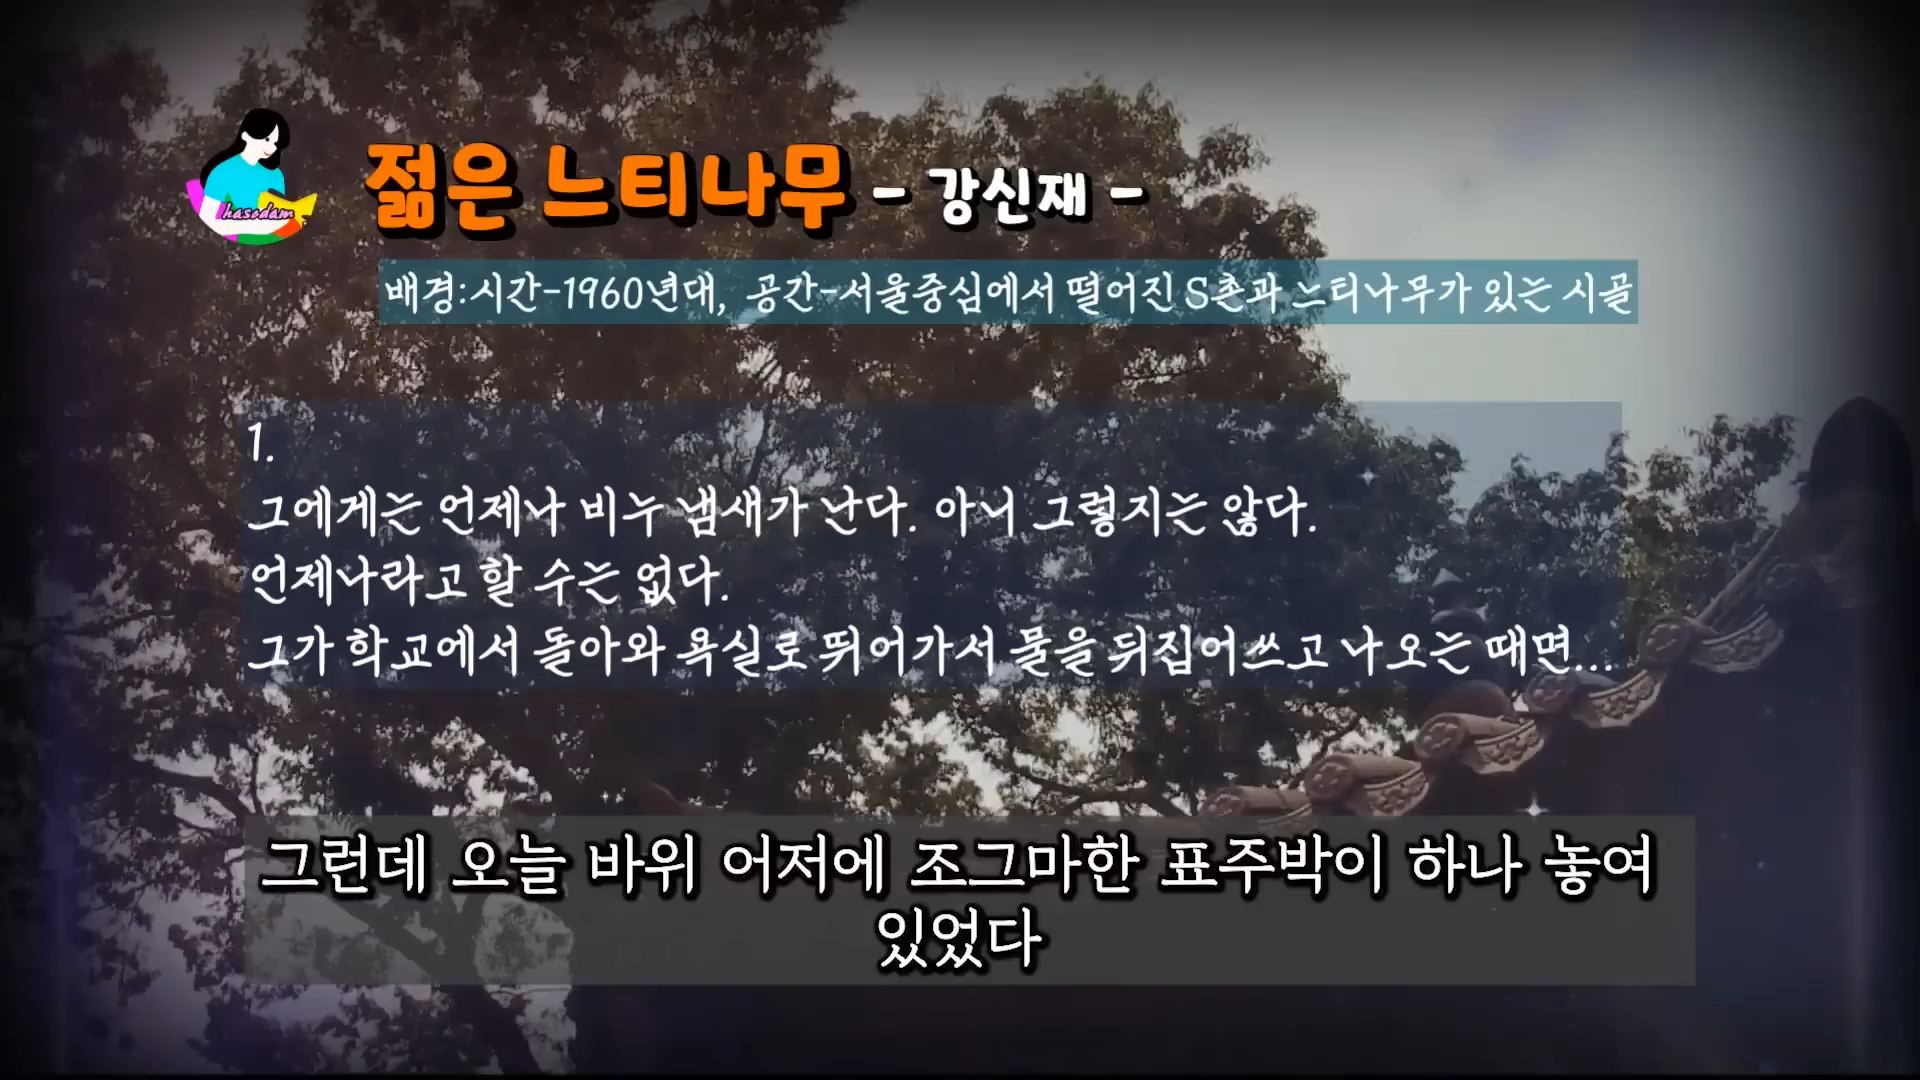 hasodam
젊은 느티나무 - 강신재 -
배경:시간-1960년대, 공간-서울중심에서 떨어진 S촌과 느티나무가 있는 시골
1.
그에게는 언제나 비누 냄새가 난다. 아니 그렇지는 않다.
언제나라고 할 수는 없다.
그가 학교에서 돌아와 욕실로 뛰어가서 물을 뒤집어쓰고 나오는 때면...
그런데 오늘 바위 어저에 조그마한 표주박이 하나 놓여
있었다